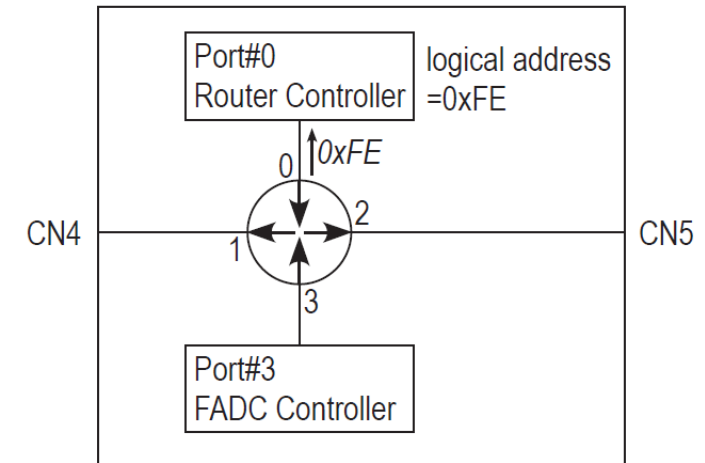 Port#0
Router Controller
logical address
=0xFE
0xFE
0
2
CN4
CN5
1
3
Port#3
FADC Controller